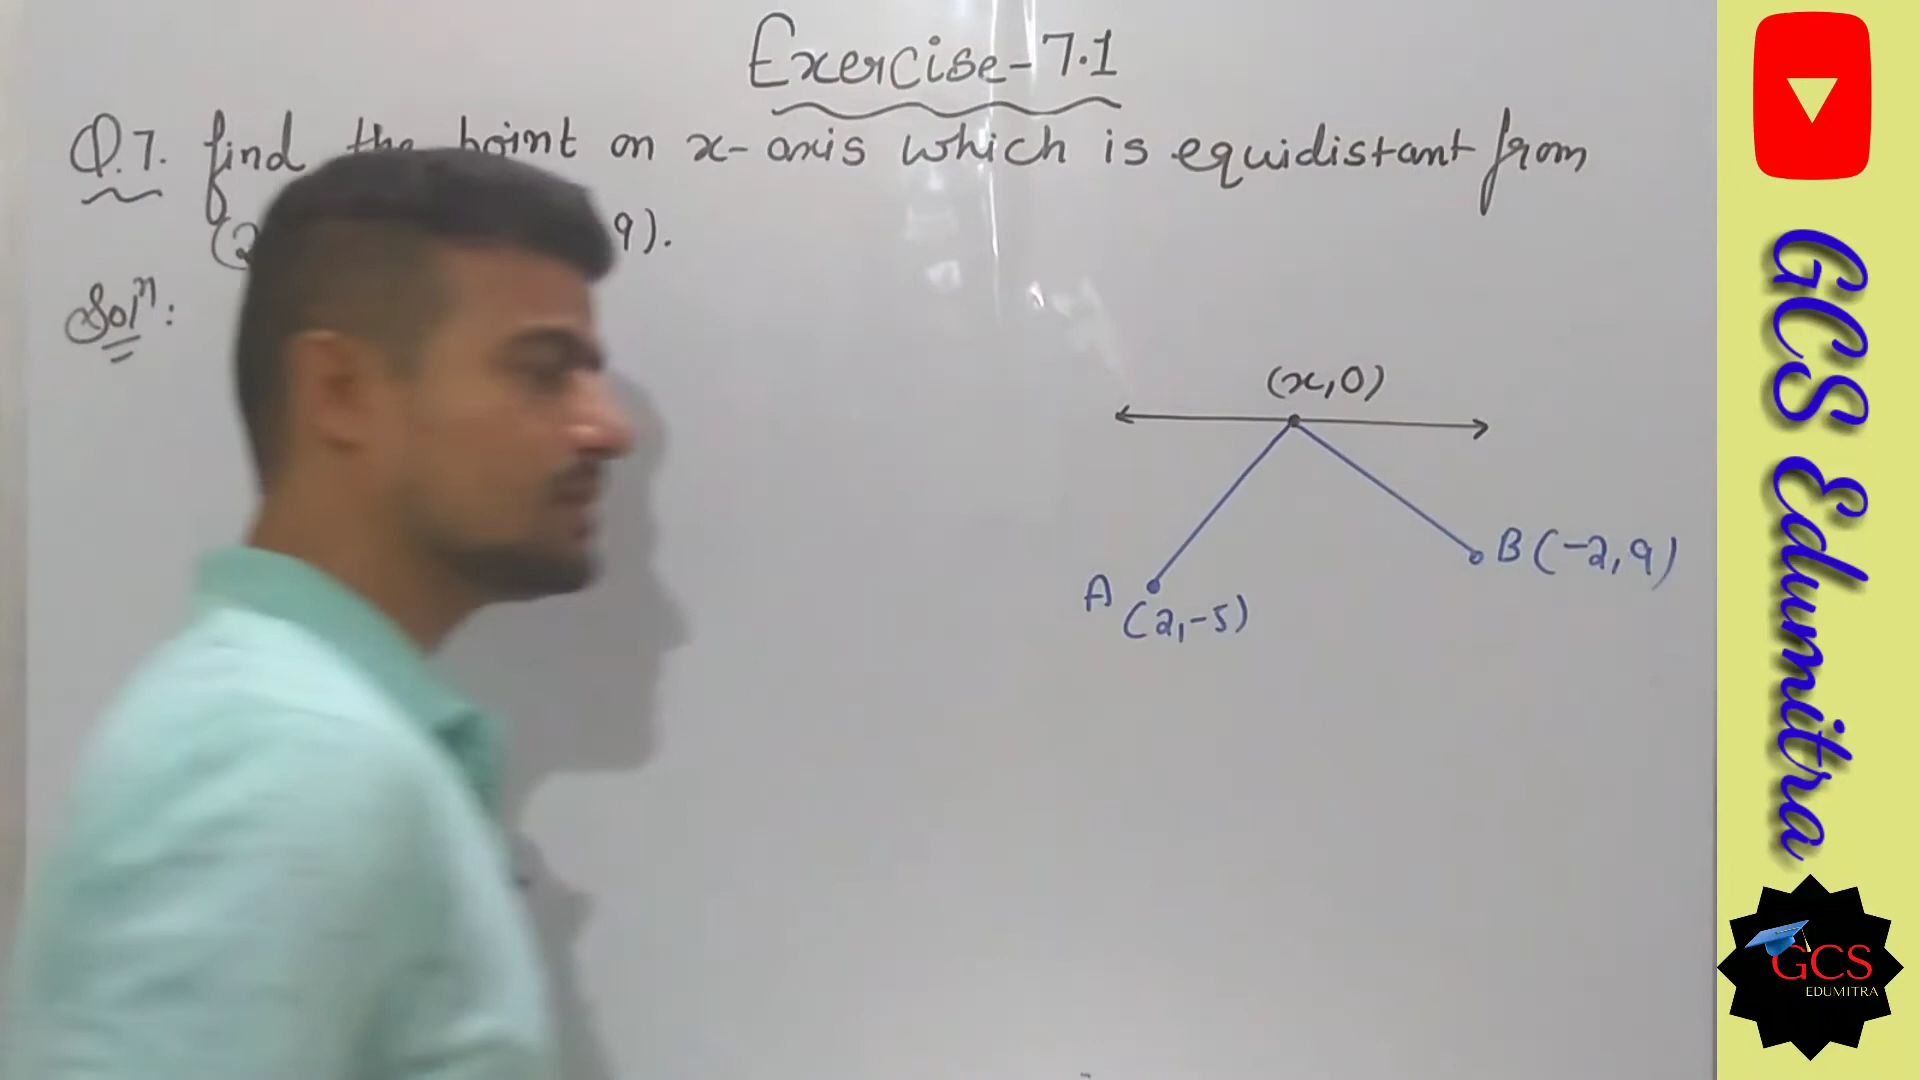 Exercise-7.1
Q.7. find the point on x-axis which is equidistant from
(2 9).
Solⁿ:
(x,0)
A (2,-5)
B (-2,9)
GCS Edumitra
GCS
EDUMITRA